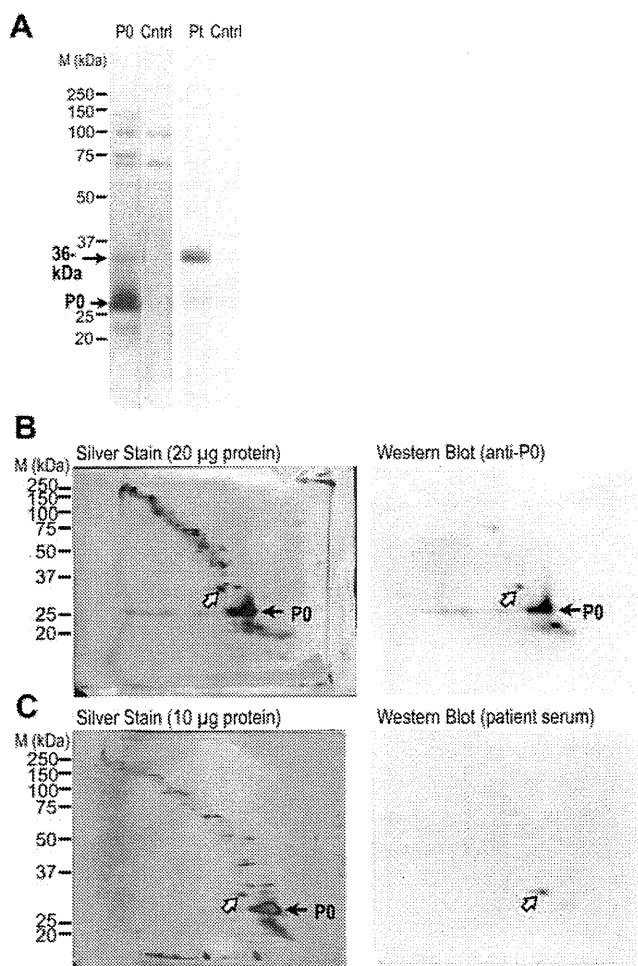 A
P0 Cntrl Pt Cntrl
M (kDa)
250
150
100
75
50
37
36-
kDa
P0
25
20
B
Silver Stain (20 µg protein) Western Blot (anti-P0)
M (kDa)
250
150
100
75
50
37
25
20
P0
P0
C
Silver Stain (10 µg protein) Western Blot (patient serum)
M (kDa)
250
150
100
75
50
37
25
20
P0